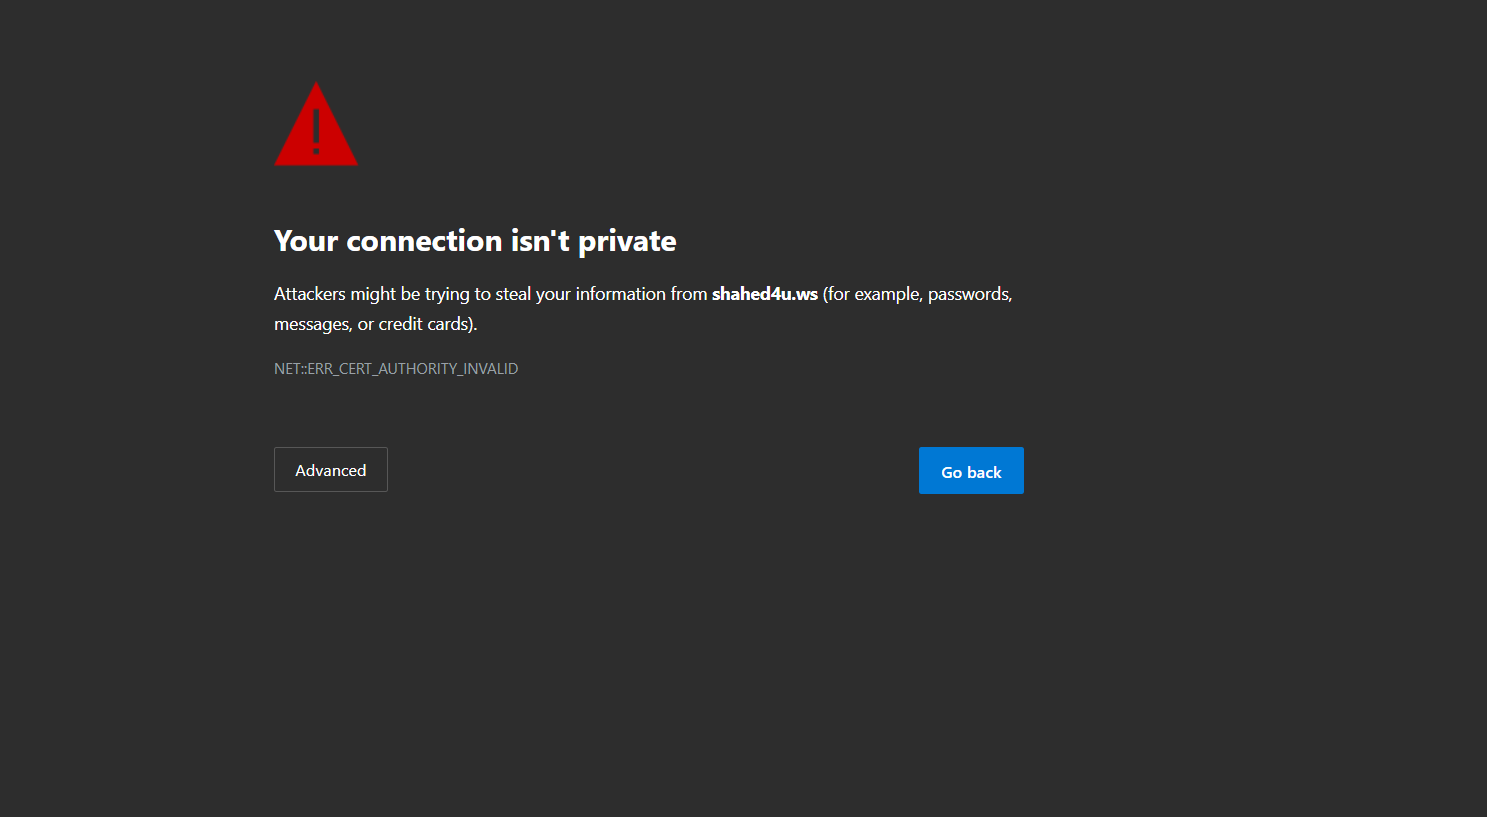 Your connection isn't private
Attackers might be trying to steal your information from shahed4u.ws (for example, passwords,
messages, or credit cards).
NET::ERR_CERT_AUTHORITY_INVALID
Advanced
Go back